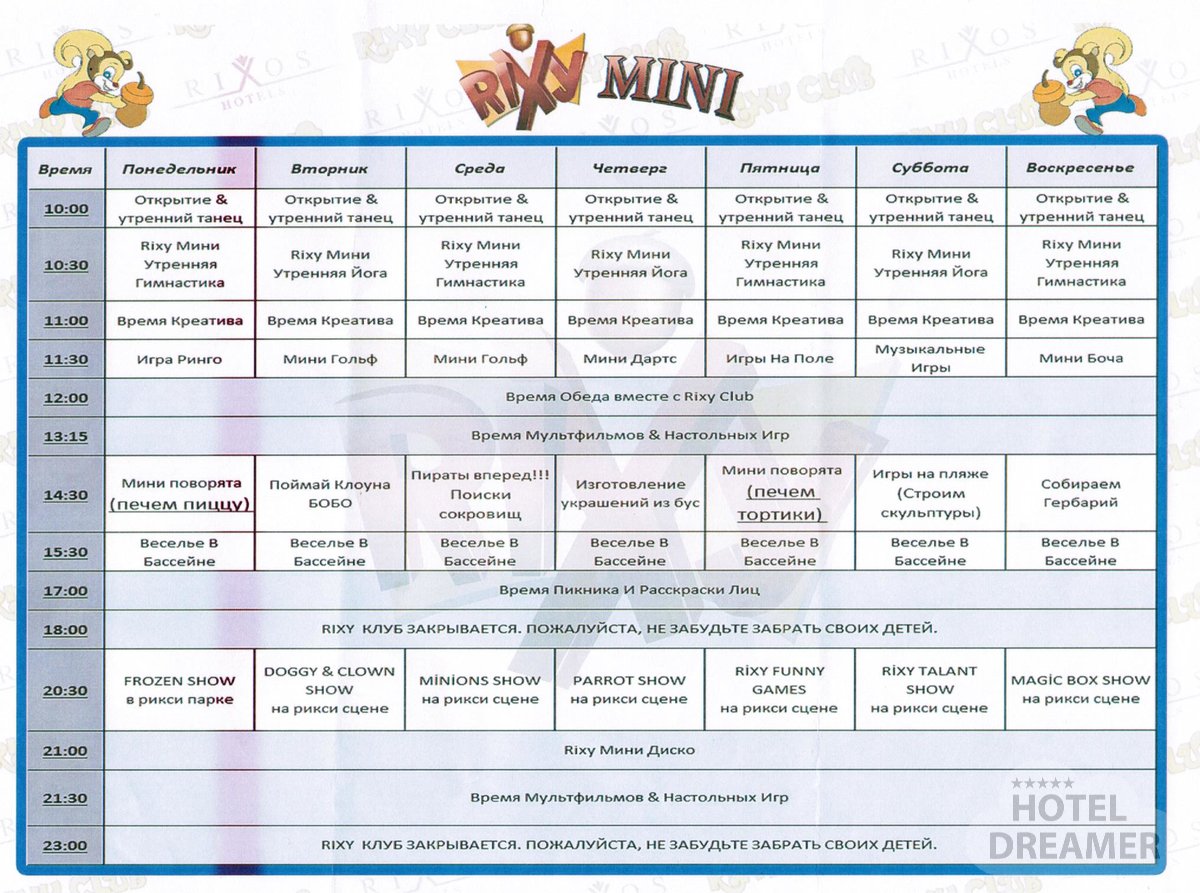 RIXY MINI
Время Понедельник Вторник Среда Четверг Пятница Суббота Воскресенье
10:00 Открытие & утренний танец Открытие & утренний танец Открытие & утренний танец Открытие & утренний танец Открытие & утренний танец Открытие & утренний танец Открытие & утренний танец
10:30 Rixy Мини Утренняя Гимнастика Rixy Мини Утренняя Йога Rixy Мини Утренняя Гимнастика Rixy Мини Утренняя Йога Rixy Мини Утренняя Гимнастика Rixy Мини Утренняя Йога Rixy Мини Утренняя Гимнастика
11:00 Время Креатива Время Креатива Время Креатива Время Креатива Время Креатива Время Креатива Время Креатива
11:30 Игра Ринго Мини Гольф Мини Гольф Мини Дартс Игры На Поле Музыкальные Игры Мини Боча
12:00 Время Обеда вместе с Rixy Club
13:15 Время Мультфильмов & Настольных Игр
14:30 Мини поворята (печем пиццу) Поймай Клоуна БОБО Пираты вперед!!! Поиски сокровищ Изготовление украшений из бус Мини поворята (печем тортики) Игры на пляже (Строим скульптуры) Собираем Гербарий
15:30 Веселье В Бассейне Веселье В Бассейне Веселье В Бассейне Веселье В Бассейне Веселье В Бассейне Веселье В Бассейне Веселье В Бассейне
17:00 Время Пикника И Расскраски Лиц
18:00 RIXY КЛУБ ЗАКРЫВАЕТСЯ. ПОЖАЛУЙСТА, НЕ ЗАБУДЬТЕ ЗАБРАТЬ СВОИХ ДЕТЕЙ.
20:30 FROZEN SHOW в рикси парке DOGGY & CLOWN SHOW на рикси сцене MİNİONS SHOW на рикси сцене PARROT SHOW на рикси сцене RİXY FUNNY GAMES на рикси сцене RİXY TALANT SHOW на рикси сцене MAGİC BOX SHOW на рикси сцене
21:00 Rixy Мини Диско
21:30 Время Мультфильмов & Настольных Игр
23:00 RIXY КЛУБ ЗАКРЫВАЕТСЯ. ПОЖАЛУЙСТА, НЕ ЗАБУДЬТЕ ЗАБРАТЬ СВОИХ ДЕТЕЙ.
HOTEL
DREAMER